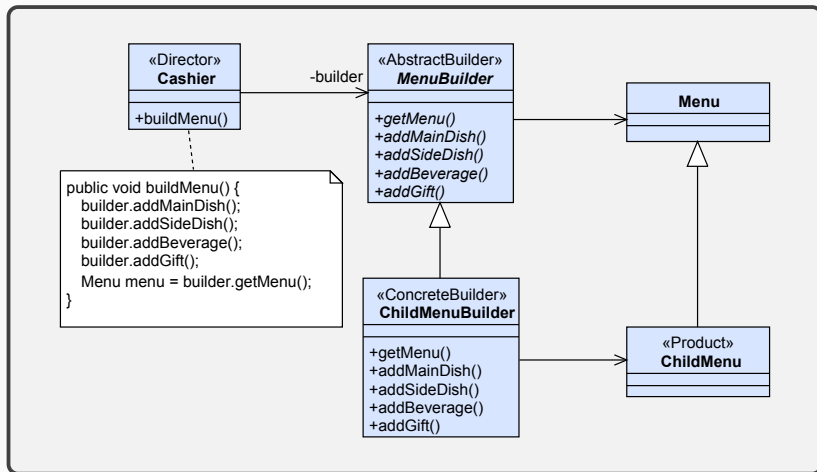 «Director»
Cashier
+buildMenu()
-builder
«AbstractBuilder»
MenuBuilder
+getMenu()
+addMainDish()
+addSideDish()
+addBeverage()
+addGift()
Menu
public void buildMenu() {
builder.addMainDish();
builder.addSideDish();
builder.addBeverage();
builder.addGift();
Menu menu = builder.getMenu();
}
«ConcreteBuilder»
ChildMenuBuilder
+getMenu()
+addMainDish()
+addSideDish()
+addBeverage()
+addGift()
«Product»
ChildMenu